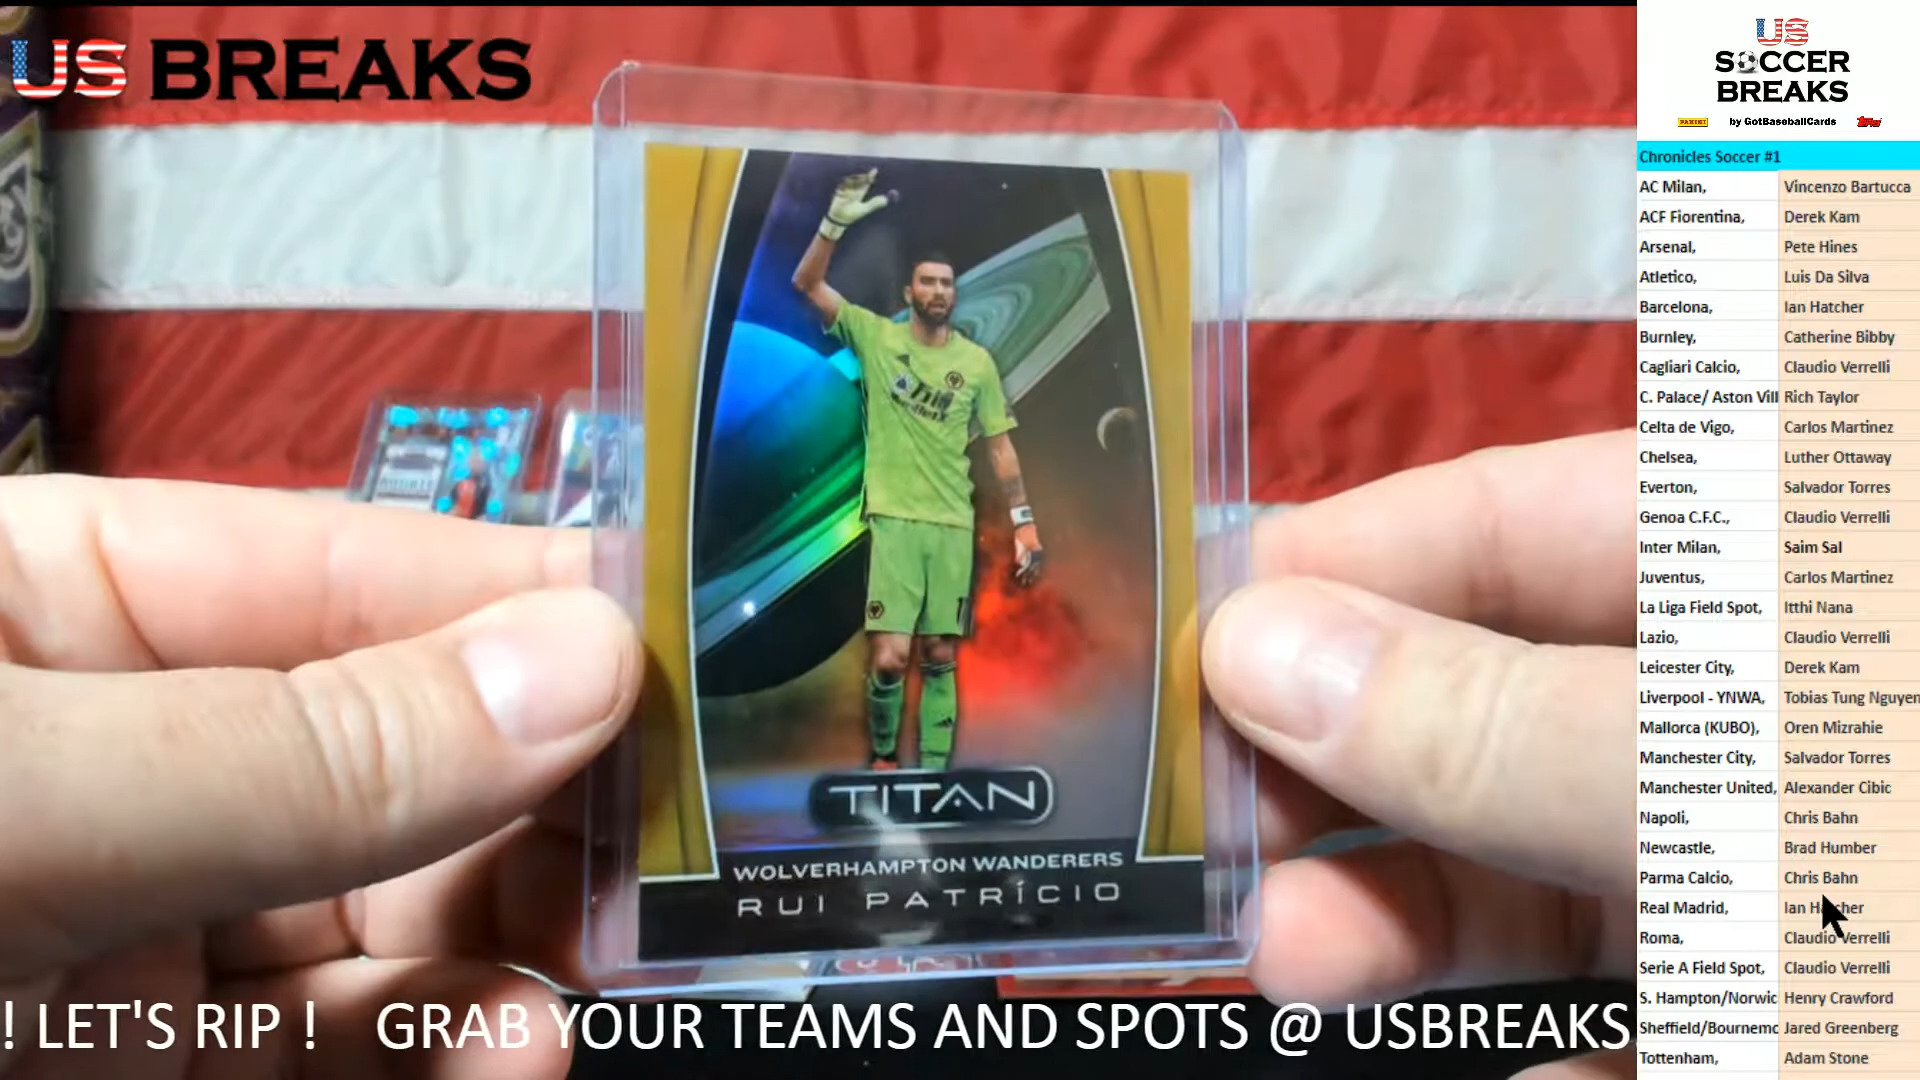 US BREAKS
TITAN
WOLVERHAMPTON WANDERERS
RUI PATRÍCIO
! LET'S RIP ! GRAB YOUR TEAMS AND SPOTS @ USBREAKS
US
SOCCER
BREAKS
PANINI by GotBaseballCards Topps
Chronicles Soccer #1
AC Milan, Vincenzo Bartucca
ACF Fiorentina, Derek Kam
Arsenal, Pete Hines
Atletico, Luis Da Silva
Barcelona, Ian Hatcher
Burnley, Catherine Bibby
Cagliari Calcio, Claudio Verrelli
C. Palace/ Aston Vill Rich Taylor
Celta de Vigo, Carlos Martinez
Chelsea, Luther Ottaway
Everton, Salvador Torres
Genoa C.F.C., Claudio Verrelli
Inter Milan, Saim Sal
Juventus, Carlos Martinez
La Liga Field Spot, Itthi Nana
Lazio, Claudio Verrelli
Leicester City, Derek Kam
Liverpool - YNWA, Tobias Tung Nguyen
Mallorca (KUBO), Oren Mizrahie
Manchester City, Salvador Torres
Manchester United, Alexander Cibic
Napoli, Chris Bahn
Newcastle, Brad Humber
Parma Calcio, Chris Bahn
Real Madrid, Ian Hatcher
Roma, Claudio Verrelli
Serie A Field Spot, Claudio Verrelli
S. Hampton/Norwic Henry Crawford
Sheffield/Bournemo Jared Greenberg
Tottenham, Adam Stone